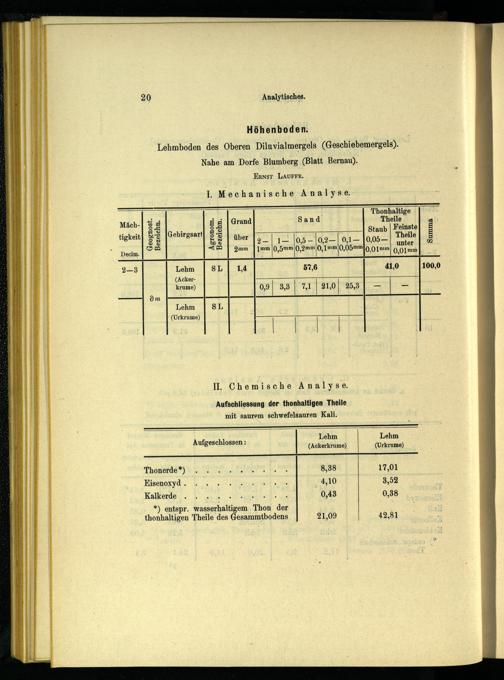 20 Analytisches.
Höhenboden.
Lehmboden des Oberen Diluvialmergels (Geschiebemergels).
Nahe am Dorfe Blumberg (Blatt Bernau).
Ernst Lauffe.
I. Mechanische Analyse.
Mäch-
tigkeit
Decim.
Geognost.
Bezeichn.
Gebirgsart
Agronom.
Bezeichn.
Grand
über
2mm
Sand
2—
1mm
1—
0,5mm
0,5—
0,2mm
0,2—
0,1mm
0,1—
0,05mm
Thonhaltige
Theile
Staub
0,05—
0,01mm
Feinste
Theile
unter
0,01mm
Summa
2—3 Lehm SL 1,4 57,6 41,0 100,0
(Acker-
krume)
0,9 3,3 7,1 21,0 25,3 — —
∂m
Lehm SL
(Urkrume)
II. Chemische Analyse.
Aufschliessung der thonhaltigen Theile
mit saurem schwefelsauren Kali.
Aufgeschlossen:
Lehm
(Ackerkrume)
Lehm
(Urkrume)
Thonerde*) . . . . . . . . . 8,38 17,01
Eisenoxyd . . . . . . . . . . 4,10 3,52
Kalkerde . . . . . . . . . . 0,43 0,38
*) entspr. wasserhaltigem Thon der
thonhaltigen Theile des Gesammtbodens 21,09 42,81